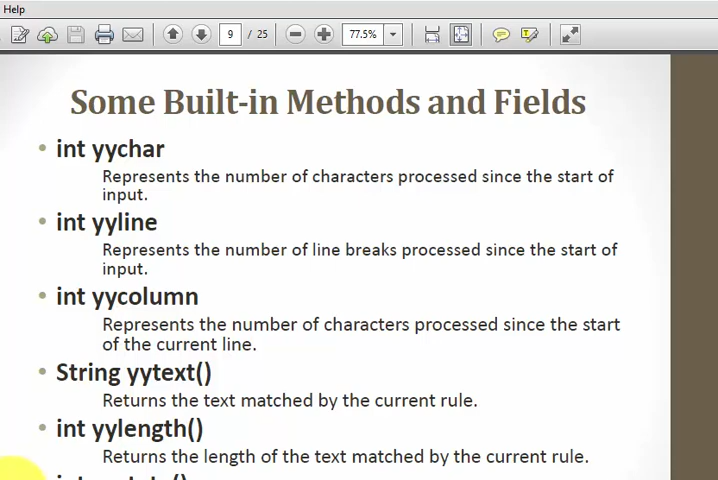 Help
9 / 25 77.5%
Some Built-in Methods and Fields
• int yychar
Represents the number of characters processed since the start of
input.
• int yyline
Represents the number of line breaks processed since the start of
input.
• int yycolumn
Represents the number of characters processed since the start
of the current line.
• String yytext()
Returns the text matched by the current rule.
• int yylength()
Returns the length of the text matched by the current rule.